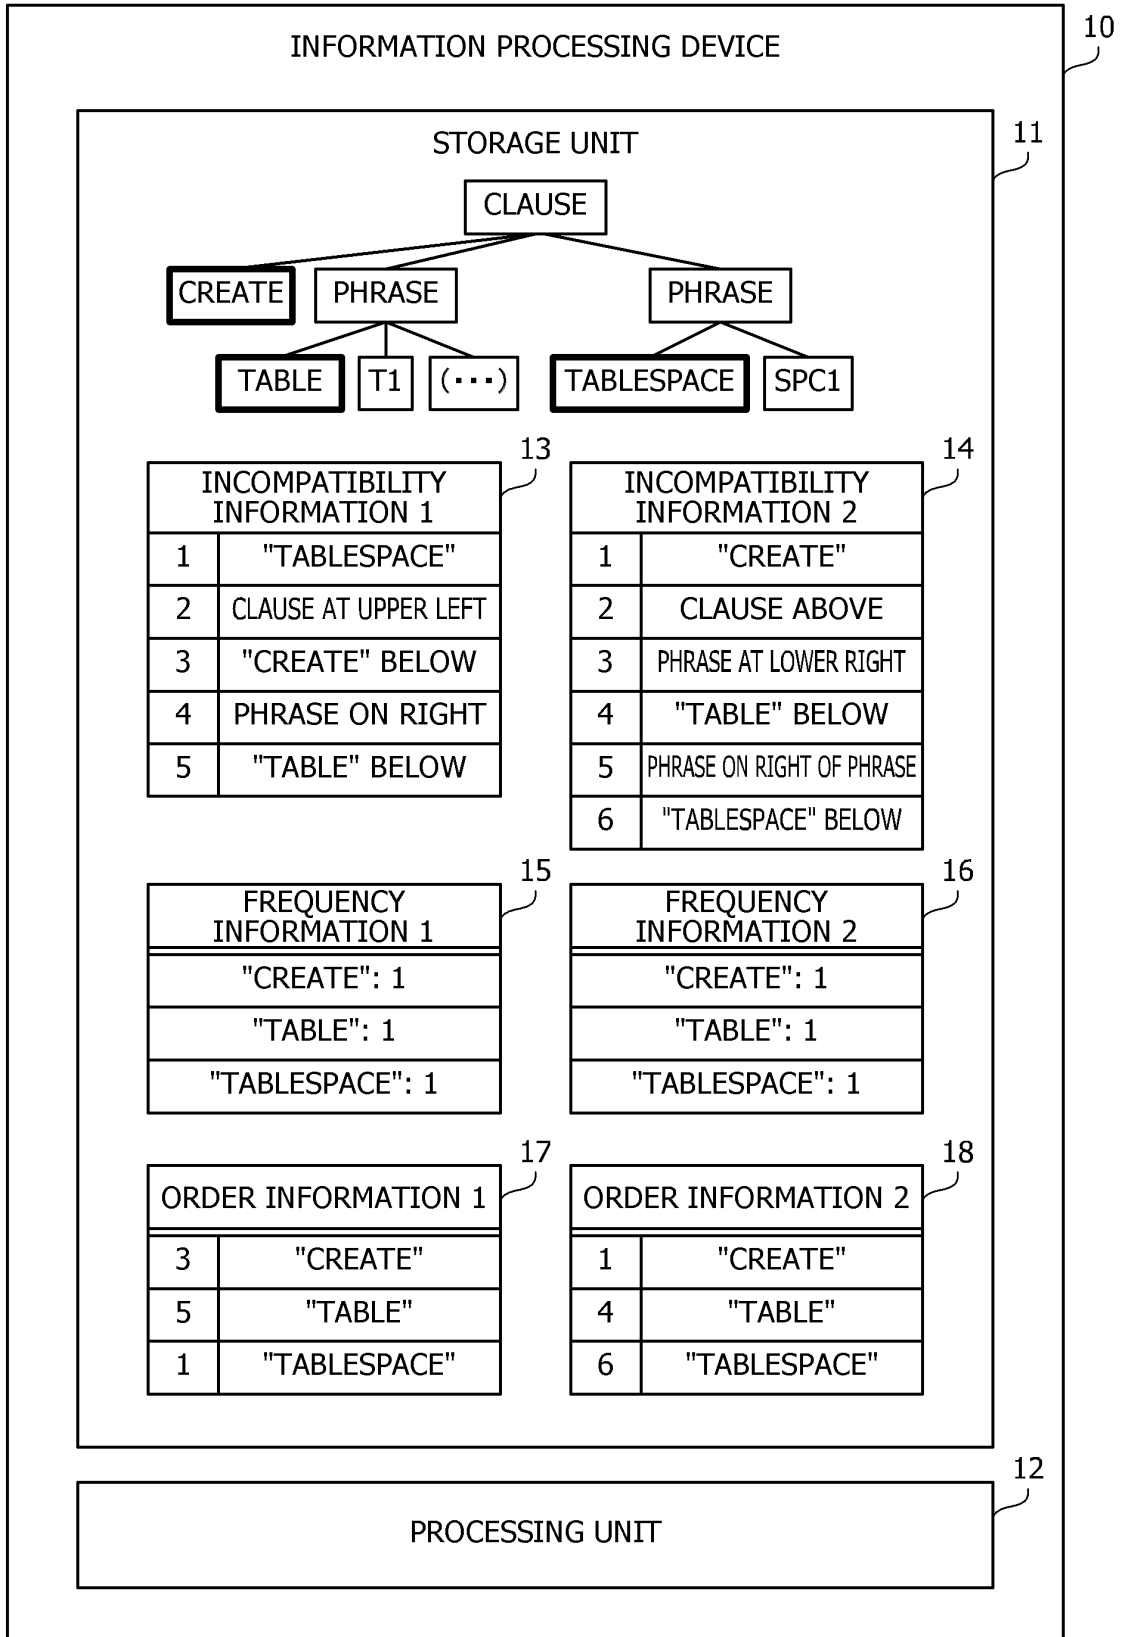 10
INFORMATION PROCESSING DEVICE
11
STORAGE UNIT
CLAUSE
CREATE PHRASE PHRASE
TABLE T1 (···) TABLESPACE SPC1
13
INCOMPATIBILITY
INFORMATION 1
1 "TABLESPACE"
2 CLAUSE AT UPPER LEFT
3 "CREATE" BELOW
4 PHRASE ON RIGHT
5 "TABLE" BELOW
14
INCOMPATIBILITY
INFORMATION 2
1 "CREATE"
2 CLAUSE ABOVE
3 PHRASE AT LOWER RIGHT
4 "TABLE" BELOW
5 PHRASE ON RIGHT OF PHRASE
6 "TABLESPACE" BELOW
15
FREQUENCY
INFORMATION 1
"CREATE": 1
"TABLE": 1
"TABLESPACE": 1
16
FREQUENCY
INFORMATION 2
"CREATE": 1
"TABLE": 1
"TABLESPACE": 1
17
ORDER INFORMATION 1
3 "CREATE"
5 "TABLE"
1 "TABLESPACE"
18
ORDER INFORMATION 2
1 "CREATE"
4 "TABLE"
6 "TABLESPACE"
12
PROCESSING UNIT